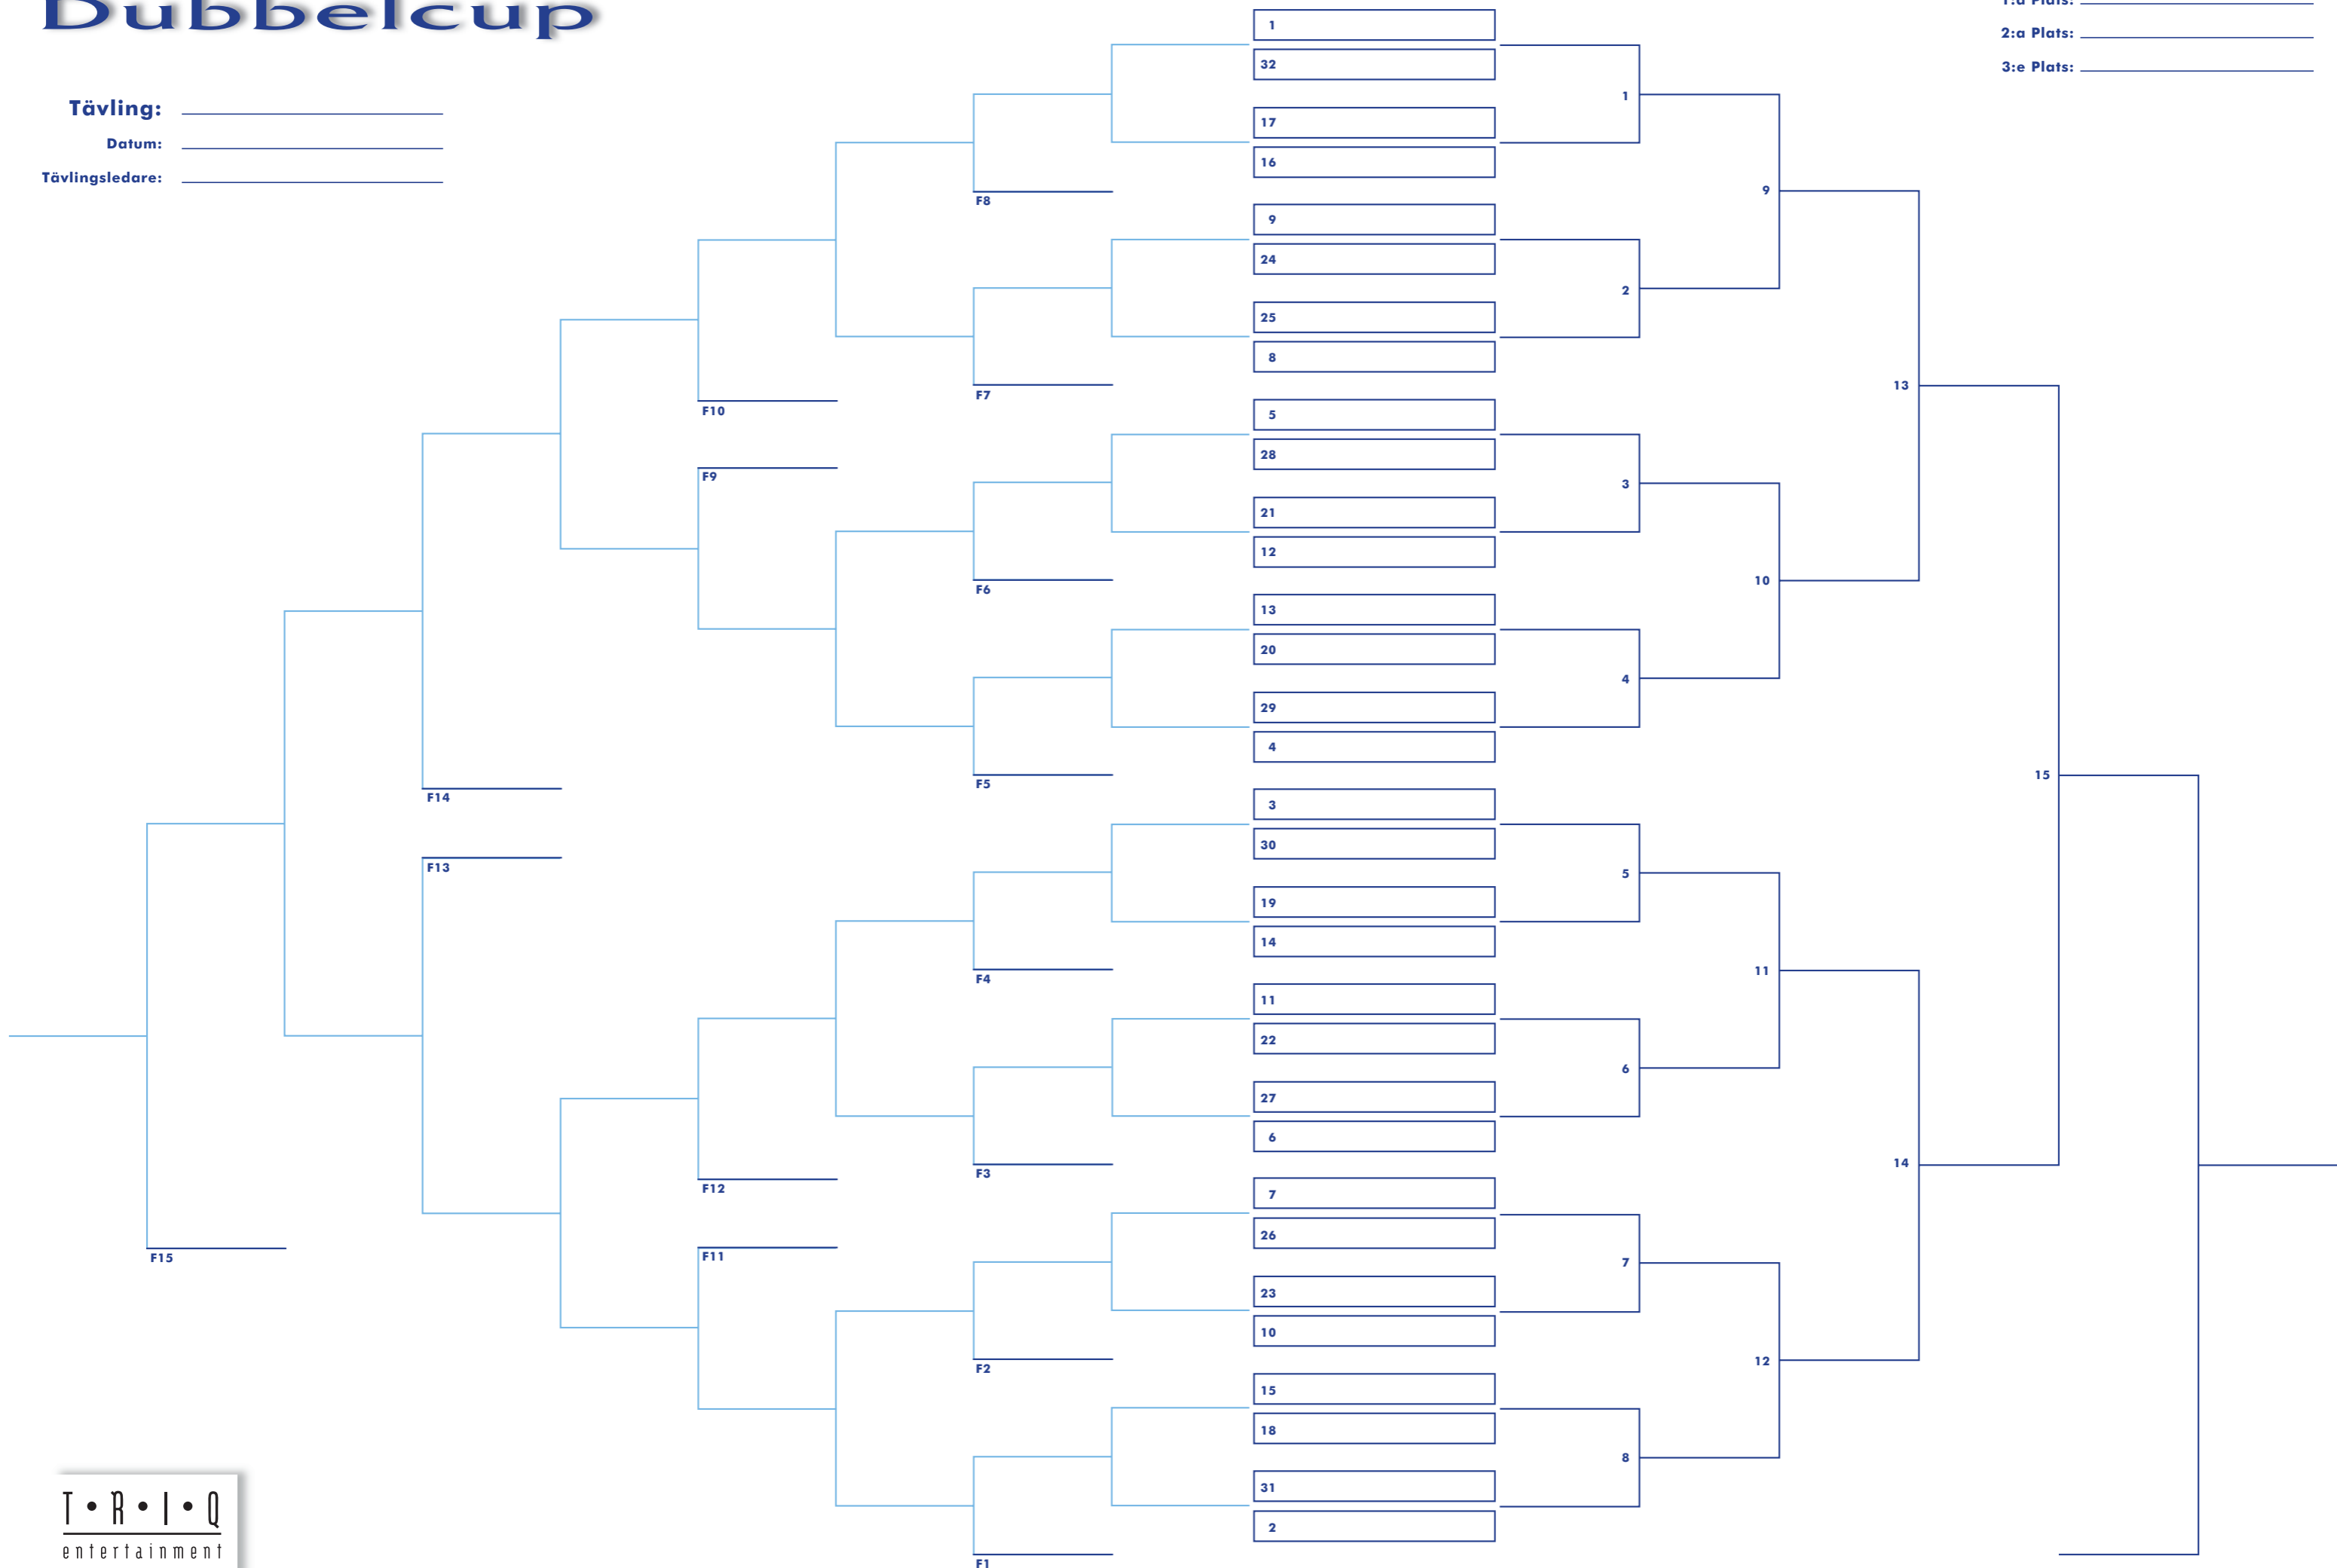 Dubbelcup
1:a Plats:
2:a Plats:
3:e Plats:
Tävling:
Datum:
Tävlingsledare:
1
32
1
17
16
9
F8
9
24
2
25
8
13
F7
F10
5
28
F9
3
21
12
10
F6
13
20
4
29
4
15
F5
F14
3
30
F13
5
19
14
11
F4
11
22
6
27
6
14
F3
F12
7
26
F11
F15
7
23
10
12
F2
15
18
8
31
2
F1
T•R•I•Q
entertainment